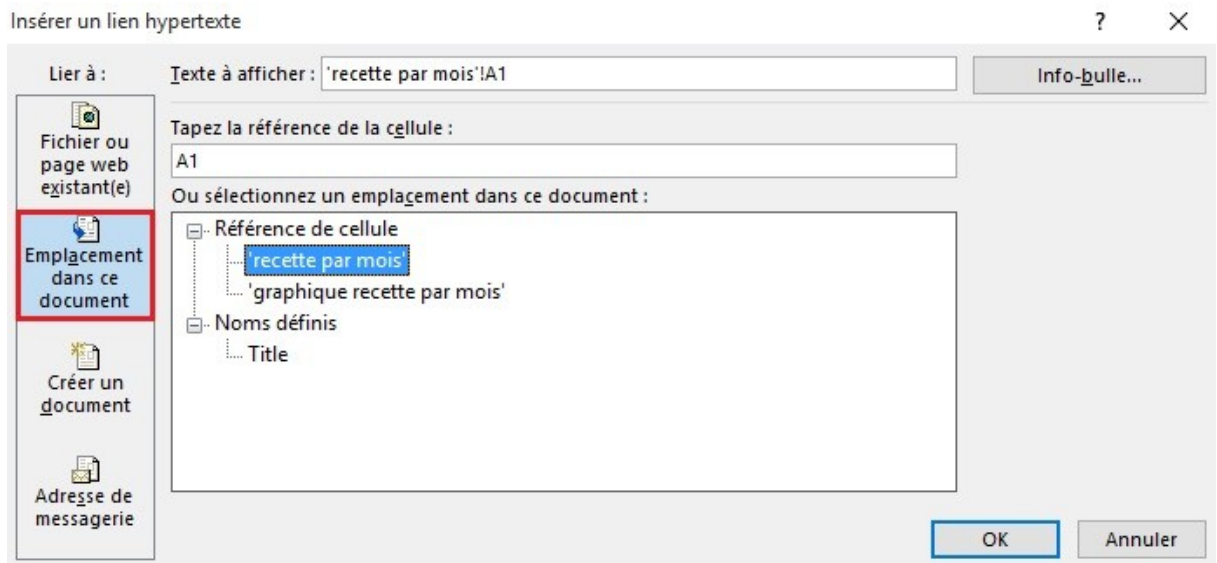 Insérer un lien hypertexte
?
Lier à :
Texte à afficher : 'recette par mois'!A1
Info-bulle...
Fichier ou
page web
existant(e)
Emplacement
dans ce
document
Créer un
document
Adresse de
messagerie
Tapez la référence de la cellule :
A1
Ou sélectionnez un emplacement dans ce document :
Référence de cellule
'recette par mois'
'graphique recette par mois'
Noms définis
Title
OK
Annuler